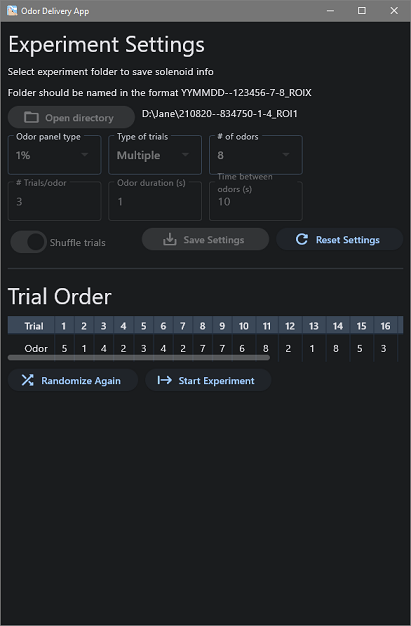 Odor Delivery App
Experiment Settings
Select experiment folder to save solenoid info
Folder should be named in the format YYMMDD--123456-7-8_ROIX
Open directory D:\Jane\210820--834750-1-4_ROI1
Odor panel type Type of trials # of odors
1% Multiple 8
# Trials/odor Odor duration (s) Time between odors (s)
3 1 10
Shuffle trials Save Settings Reset Settings
Trial Order
Trial 1 2 3 4 5 6 7 8 9 10 11 12 13 14 15 16
Odor 5 1 4 2 3 4 2 7 7 6 8 2 1 8 5 3
Randomize Again Start Experiment